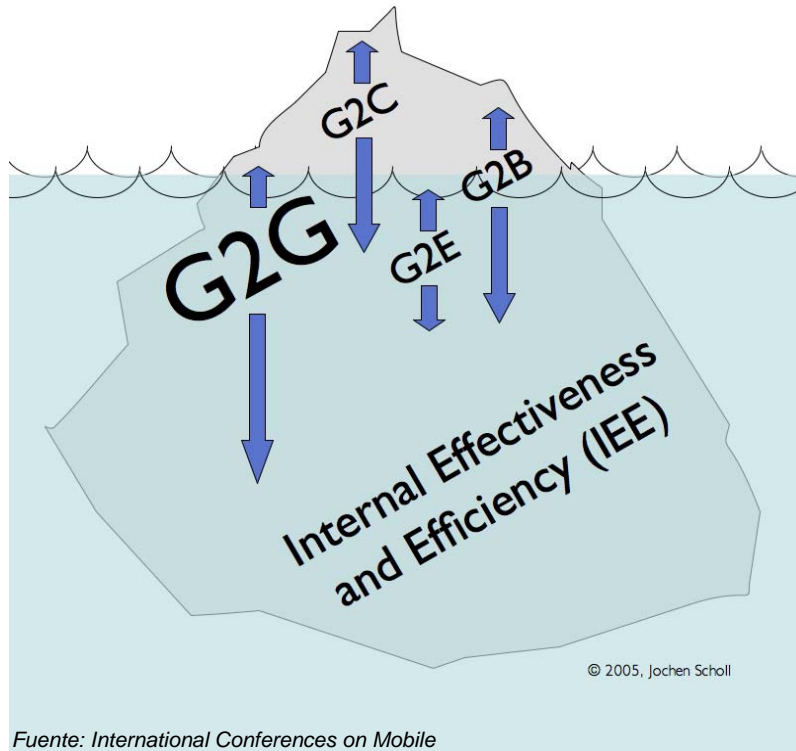 G2C
G2B
G2G
G2E
Internal Effectiveness
and Efficiency (IEE)
© 2005, Jochen Scholl
Fuente: International Conferences on Mobile